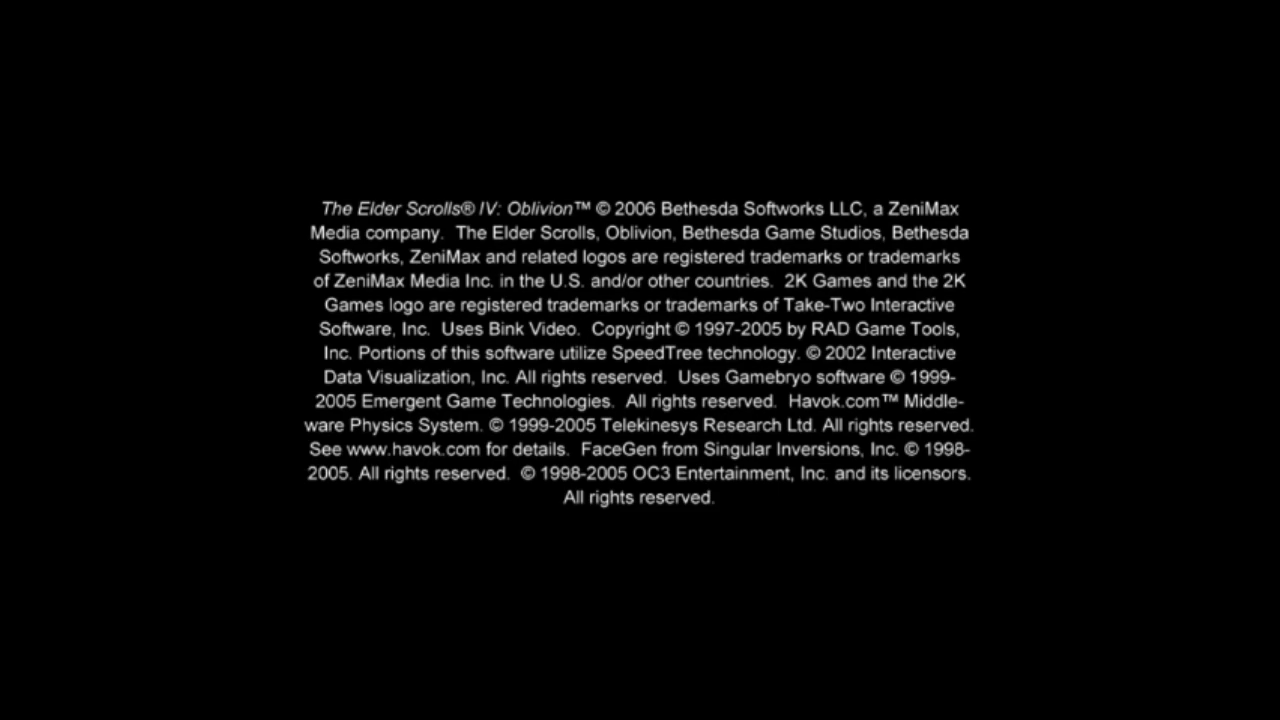 The Elder Scrolls® IV: Oblivion™ © 2006 Bethesda Softworks LLC, a ZeniMax
Media company.  The Elder Scrolls, Oblivion, Bethesda Game Studios, Bethesda
Softworks, ZeniMax and related logos are registered trademarks or trademarks
of ZeniMax Media Inc. in the U.S. and/or other countries.  2K Games and the 2K
Games logo are registered trademarks or trademarks of Take-Two Interactive
Software, Inc.  Uses Bink Video.  Copyright © 1997-2005 by RAD Game Tools,
Inc. Portions of this software utilize SpeedTree technology. © 2002 Interactive
Data Visualization, Inc. All rights reserved.  Uses Gamebryo software © 1999-
2005 Emergent Game Technologies.  All rights reserved.  Havok.com™ Middle-
ware Physics System. © 1999-2005 Telekinesys Research Ltd. All rights reserved.
See www.havok.com for details.  FaceGen from Singular Inversions, Inc. © 1998-
2005. All rights reserved.  © 1998-2005 OC3 Entertainment, Inc. and its licensors.
All rights reserved.